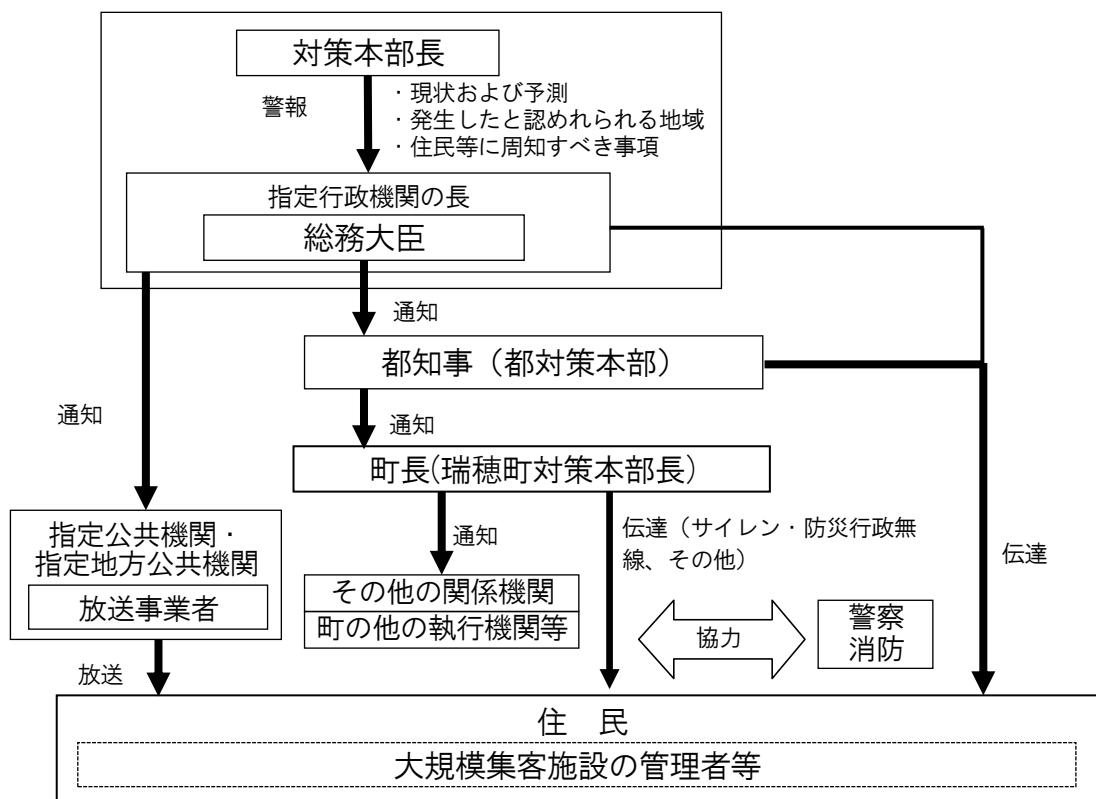 対策本部長
警報
・現状および予測
・発生したと認めれられる地域
・住民等に周知すべき事項
指定行政機関の長
総務大臣
通知
都知事（都対策本部）
通知
通知
町長(瑞穂町対策本部長)
指定公共機関・
指定地方公共機関
放送事業者
通知
伝達（サイレン・防災行政無
線、その他）
伝達
その他の関係機関
町の他の執行機関等
協力
警察
消防
放送
住　民
大規模集客施設の管理者等